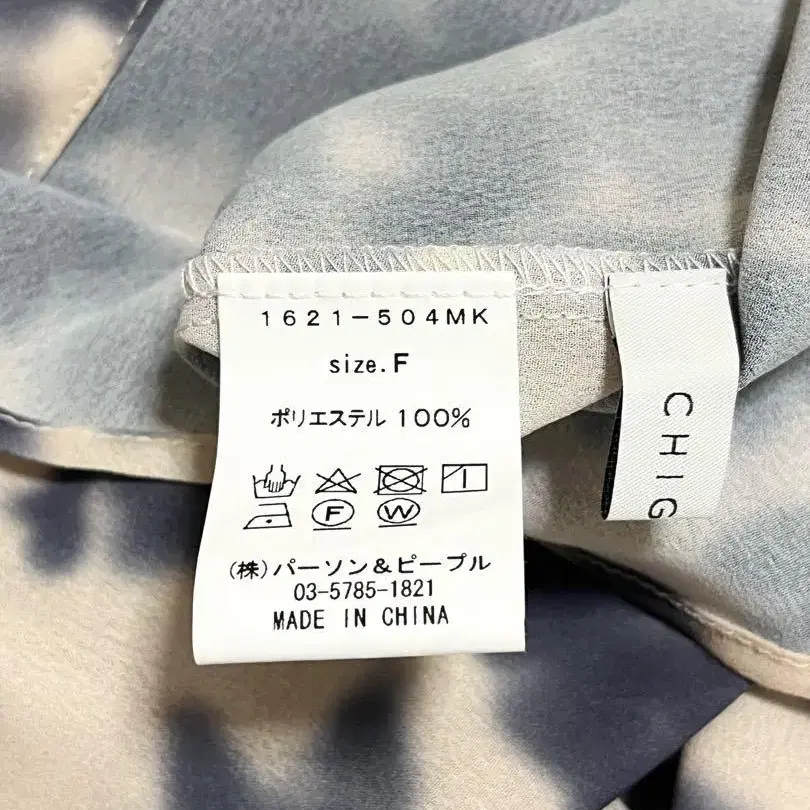 1621-504MK
size.F
ポリエステル 100%
F W
(株)パーソン&ピープル
03-5785-1821
MADE IN CHINA
CHIG